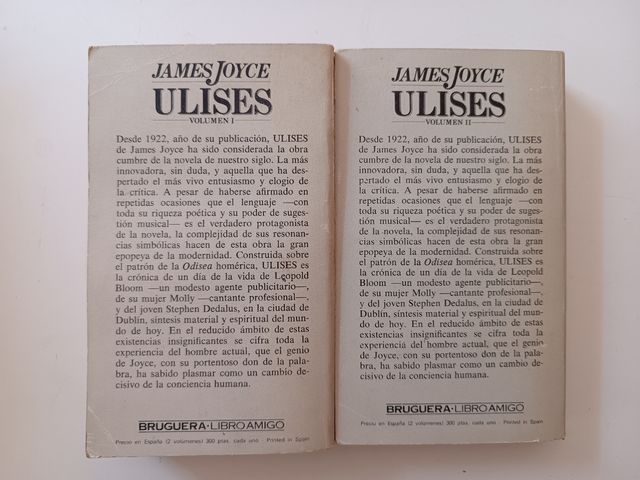 JAMES JOYCE
ULISES
VOLUMEN I
Desde 1922, año de su publicación, ULISES
de James Joyce ha sido considerada la obra
cumbre de la novela de nuestro siglo. La más
innovadora, sin duda, y aquella que ha des-
pertado el más vivo entusiasmo y elogio de
la crítica. A pesar de haberse afirmado en
repetidas ocasiones que el lenguaje —con
toda su riqueza poética y su poder de suges-
tión musical— es el verdadero protagonista
de la novela, la complejidad de sus resonan-
cias simbólicas hacen de esta obra la gran
epopeya de la modernidad. Construida sobre
el patrón de la Odisea homérica, ULISES es
la crónica de un día de la vida de Leopold
Bloom —un modesto agente publicitario—,
de su mujer Molly —cantante profesional—,
y del joven Stephen Dedalus, en la ciudad de
Dublín, síntesis material y espiritual del mun-
do de hoy. En el reducido ámbito de estas
existencias insignificantes se cifra toda la
experiencia del hombre actual, que el genio
de Joyce, con su portentoso don de la pala-
bra, ha sabido plasmar como un cambio de-
cisivo de la conciencia humana.
BRUGUERA·LIBRO AMIGO
Precio en España (2 volúmenes) 300 ptas. cada uno · Printed in Spain
JAMES JOYCE
ULISES
VOLUMEN II
Desde 1922, año de su publicación, ULISES
de James Joyce ha sido considerada la obra
cumbre de la novela de nuestro siglo. La más
innovadora, sin duda, y aquella que ha des-
pertado el más vivo entusiasmo y elogio de
la crítica. A pesar de haberse afirmado en
repetidas ocasiones que el lenguaje —con
toda su riqueza poética y su poder de suges-
tión musical— es el verdadero protagonista
de la novela, la complejidad de sus resonan-
cias simbólicas hacen de esta obra la gran
epopeya de la modernidad. Construida sobre
el patrón de la Odisea homérica, ULISES es
la crónica de un día de la vida de Leopold
Bloom —un modesto agente publicitario—,
de su mujer Molly —cantante profesional—,
y del joven Stephen Dedalus, en la ciudad de
Dublín, síntesis material y espiritual del mun-
do de hoy. En el reducido ámbito de estas
existencias insignificantes se cifra toda la
experiencia del hombre actual, que el genio
de Joyce, con su portentoso don de la pala-
bra, ha sabido plasmar como un cambio de-
cisivo de la conciencia humana.
BRUGUERA·LIBRO AMIGO
Precio en España (2 volúmenes) 300 ptas. cada uno · Printed in Spain